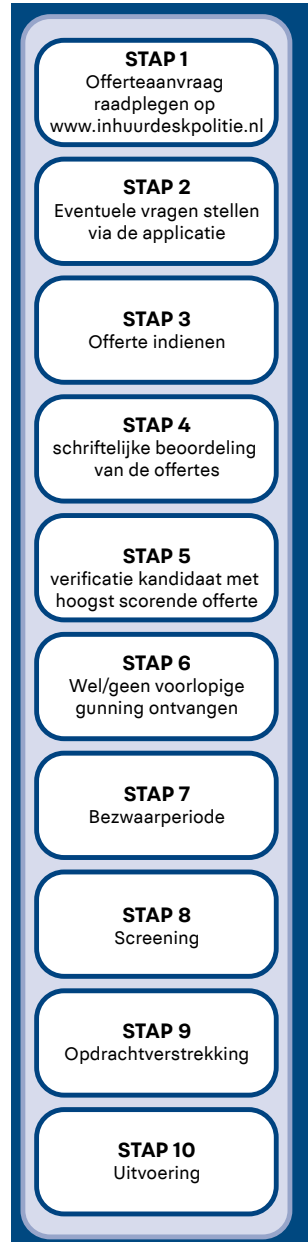 STAP 1
Offerteaanvraag
raadplegen op
www.inhuurdeskpolitie.nl
STAP 2
Eventuele vragen stellen
via de applicatie
STAP 3
Offerte indienen
STAP 4
schriftelijke beoordeling
van de offertes
STAP 5
verificatie kandidaat met
hoogst scorende offerte
STAP 6
Wel/geen voorlopige
gunning ontvangen
STAP 7
Bezwaarperiode
STAP 8
Screening
STAP 9
Opdrachtverstrekking
STAP 10
Uitvoering